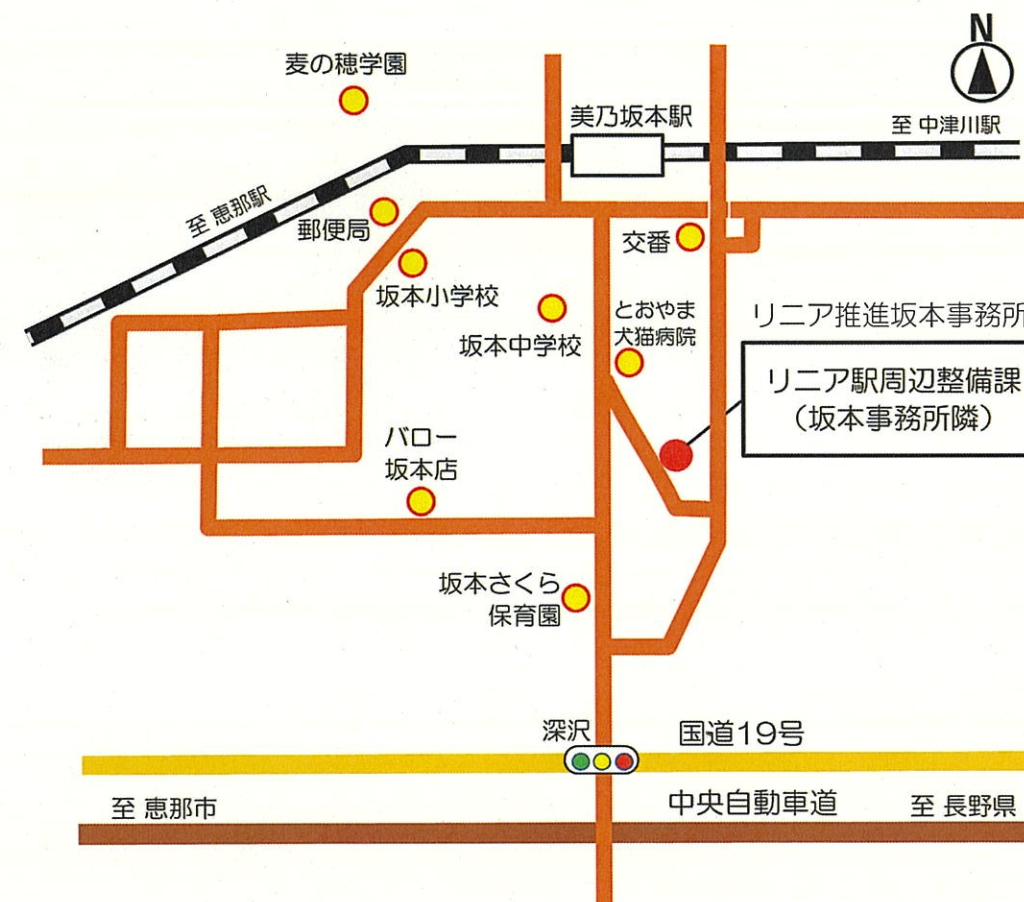 N
麦の穂学園
美乃坂本駅
至 中津川駅
至 恵那駅
郵便局
交番
坂本小学校
とおやま
犬猫病院
リニア推進坂本事務所
坂本中学校
リニア駅周辺整備課
（坂本事務所隣）
バロー
坂本店
坂本さくら
保育園
深沢
国道19号
至 恵那市
中央自動車道
至 長野県